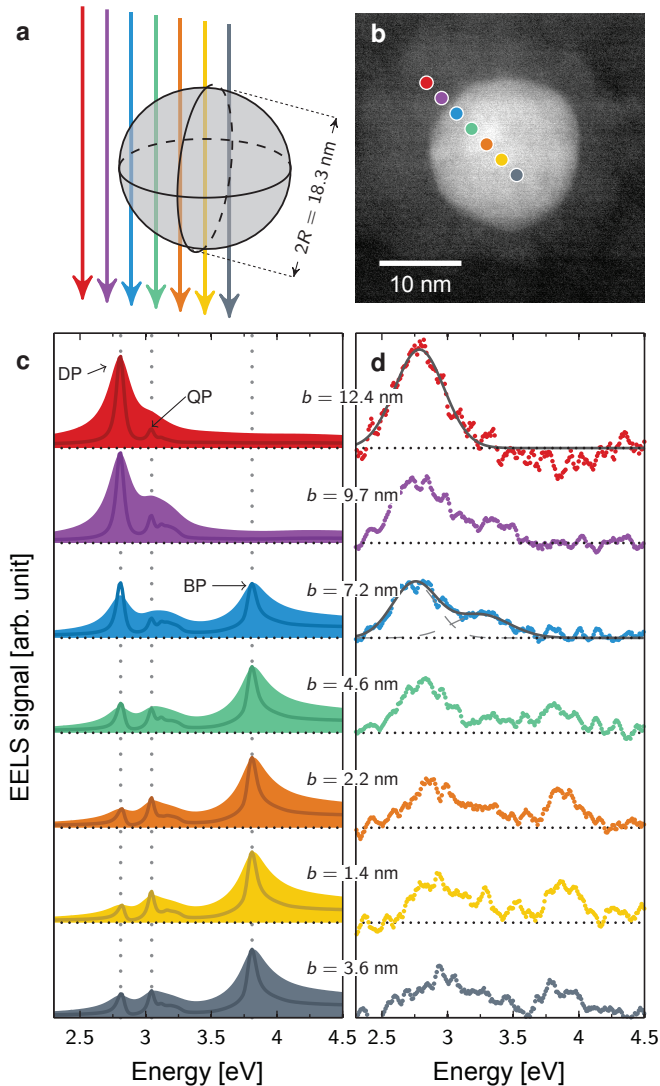 a
2R = 18.3 nm
b
10 nm
c
DP
QP
BP
d
b = 12.4 nm
b = 9.7 nm
b = 7.2 nm
b = 4.6 nm
b = 2.2 nm
b = 1.4 nm
b = 3.6 nm
EELS signal [arb. unit]
2.5 3 3.5 4 4.5
2.5 3 3.5 4 4.5
Energy [eV]
Energy [eV]